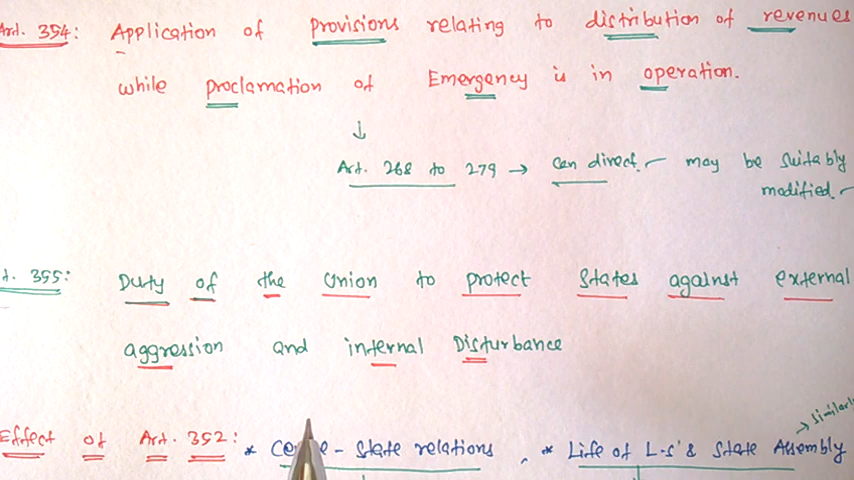 Art. 354: Application of provisions relating to distribution of revenues
while proclamation of Emergency is in operation.
↓
Art. 268 to 279 → can direct. may be suitably
modified.
t. 355: Duty of the Union to protect States against external
aggression and internal Disturbance
→ similarly
Effect of Art. 352: * - State relations, * Life of L.S' & State Assembly